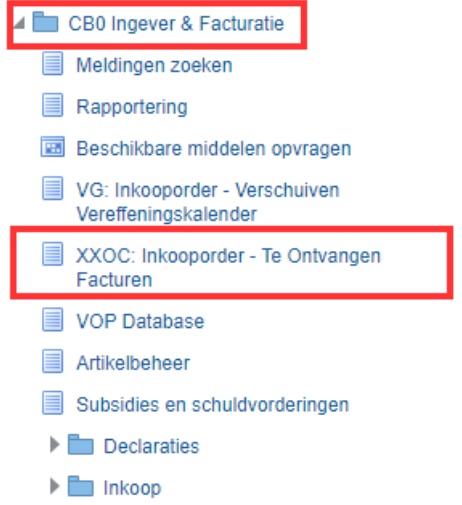 CB0 Ingever & Facturatie
Meldingen zoeken
Rapportering
Beschikbare middelen opvragen
VG: Inkooporder - Verschuiven
Vereffeningskalender
XXOC: Inkooporder - Te Ontvangen
Facturen
VOP Database
Artikelbeheer
Subsidies en schuldvorderingen
Declaraties
Inkoop